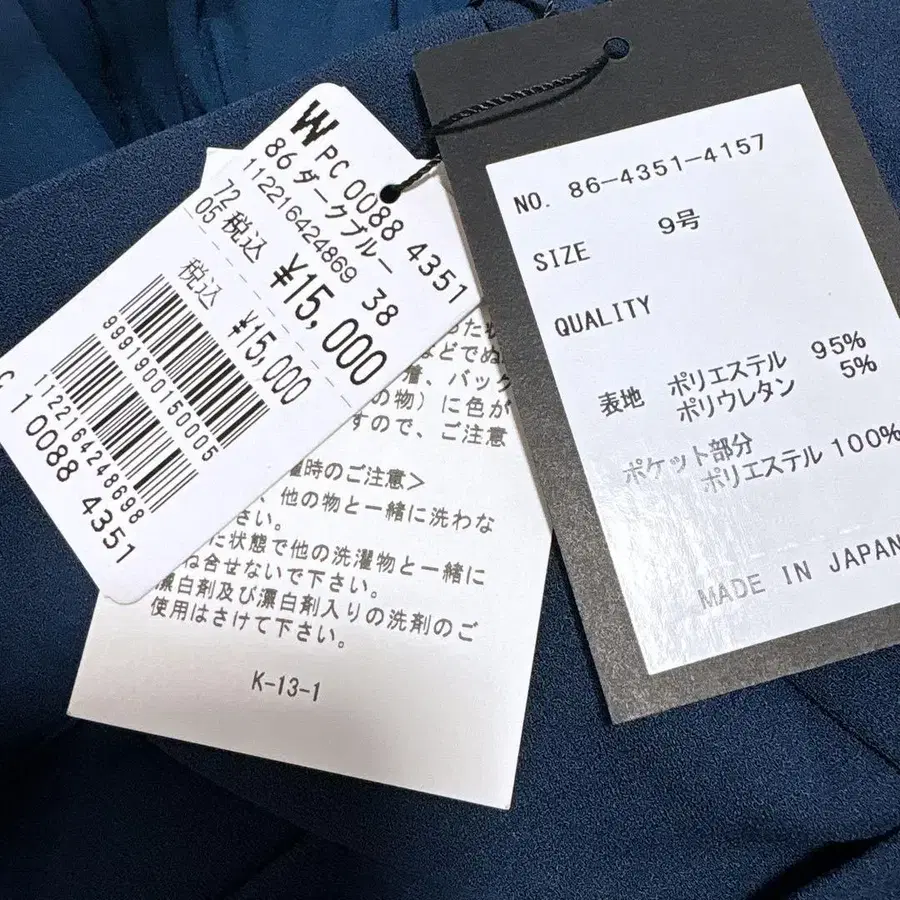 W PC 0088 4351
86 ダークブルー
11221642486​9 38
72
05 税込 ¥15,000
税込 ¥15,000
9991900150005
1122164248698
C 1 0088 4351
などでぬ
着、バック
の物）に色が
すので、ご注意
時のご注意>
、他の物と一緒に洗わな
さい。
た状態で他の洗濯物と一緒に
ね合せないで下さい。
漂白剤及び漂白剤入りの洗剤のご
使用はさけて下さい。
K-13-1
NO. 86-4351-4157
SIZE 9号
QUALITY
表地 ポリエステル 95%
ポリウレタン 5%
ポケット部分
ポリエステル 100%
MADE IN JAPAN